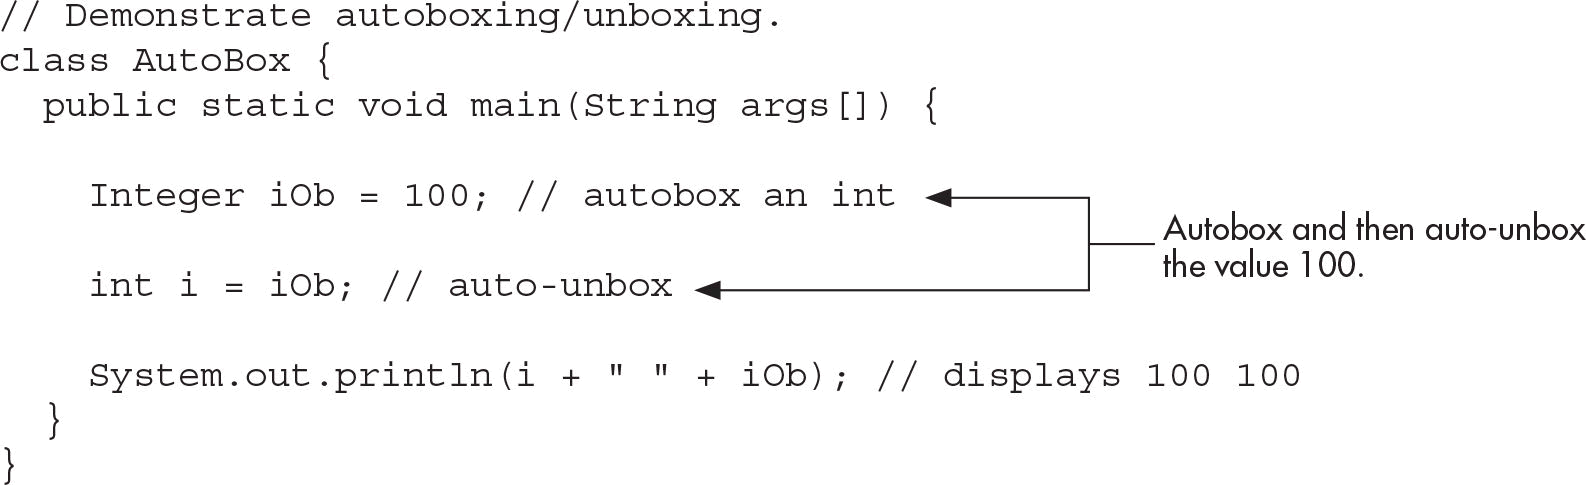 // Demonstrate autoboxing/unboxing.
class AutoBox {
  public static void main(String args[]) {
    Integer iOb = 100; // autobox an int
Autobox and then auto-unbox
the value 100.
    int i = iOb; // auto-unbox
    System.out.println(i + " " + iOb); // displays 100 100
  }
}